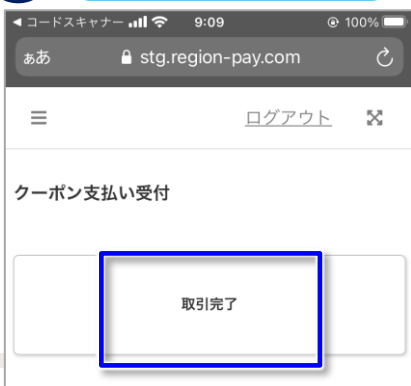 ◀コードスキャナー 9:09 100%
ぁあ stg.region-pay.com
ログアウト
クーポン支払い受付
取引完了